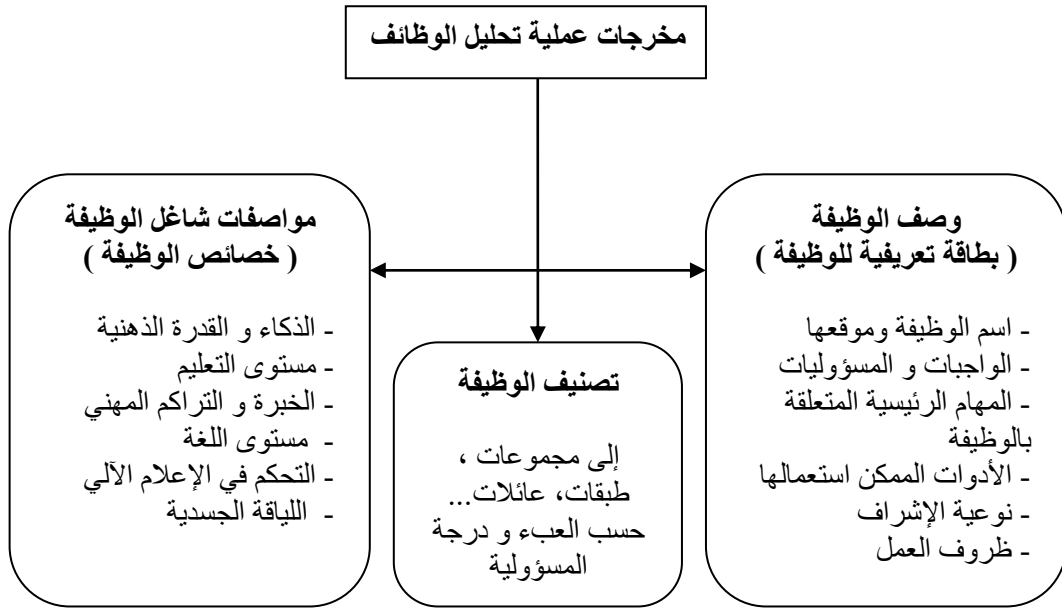 مخرجات عملية تحليل الوظائف
وصف الوظيفة
( بطاقة تعريفية للوظيفة )
- اسم الوظيفة وموقعها
- الواجبات و المسؤوليات
- المهام الرئيسية المتعلقة
بالوظيفة
- الأدوات الممكن استعمالها
- نوعية الإشراف
- ظروف العمل
تصنيف الوظيفة
إلى مجموعات ،
طبقات، عائلات...
حسب العبء و درجة
المسؤولية
مواصفات شاغل الوظيفة
( خصائص الوظيفة )
- الذكاء و القدرة الذهنية
- مستوى التعليم
- الخبرة و التراكم المهني
- مستوى اللغة
- التحكم في الإعلام الآلي
- اللياقة الجسدية